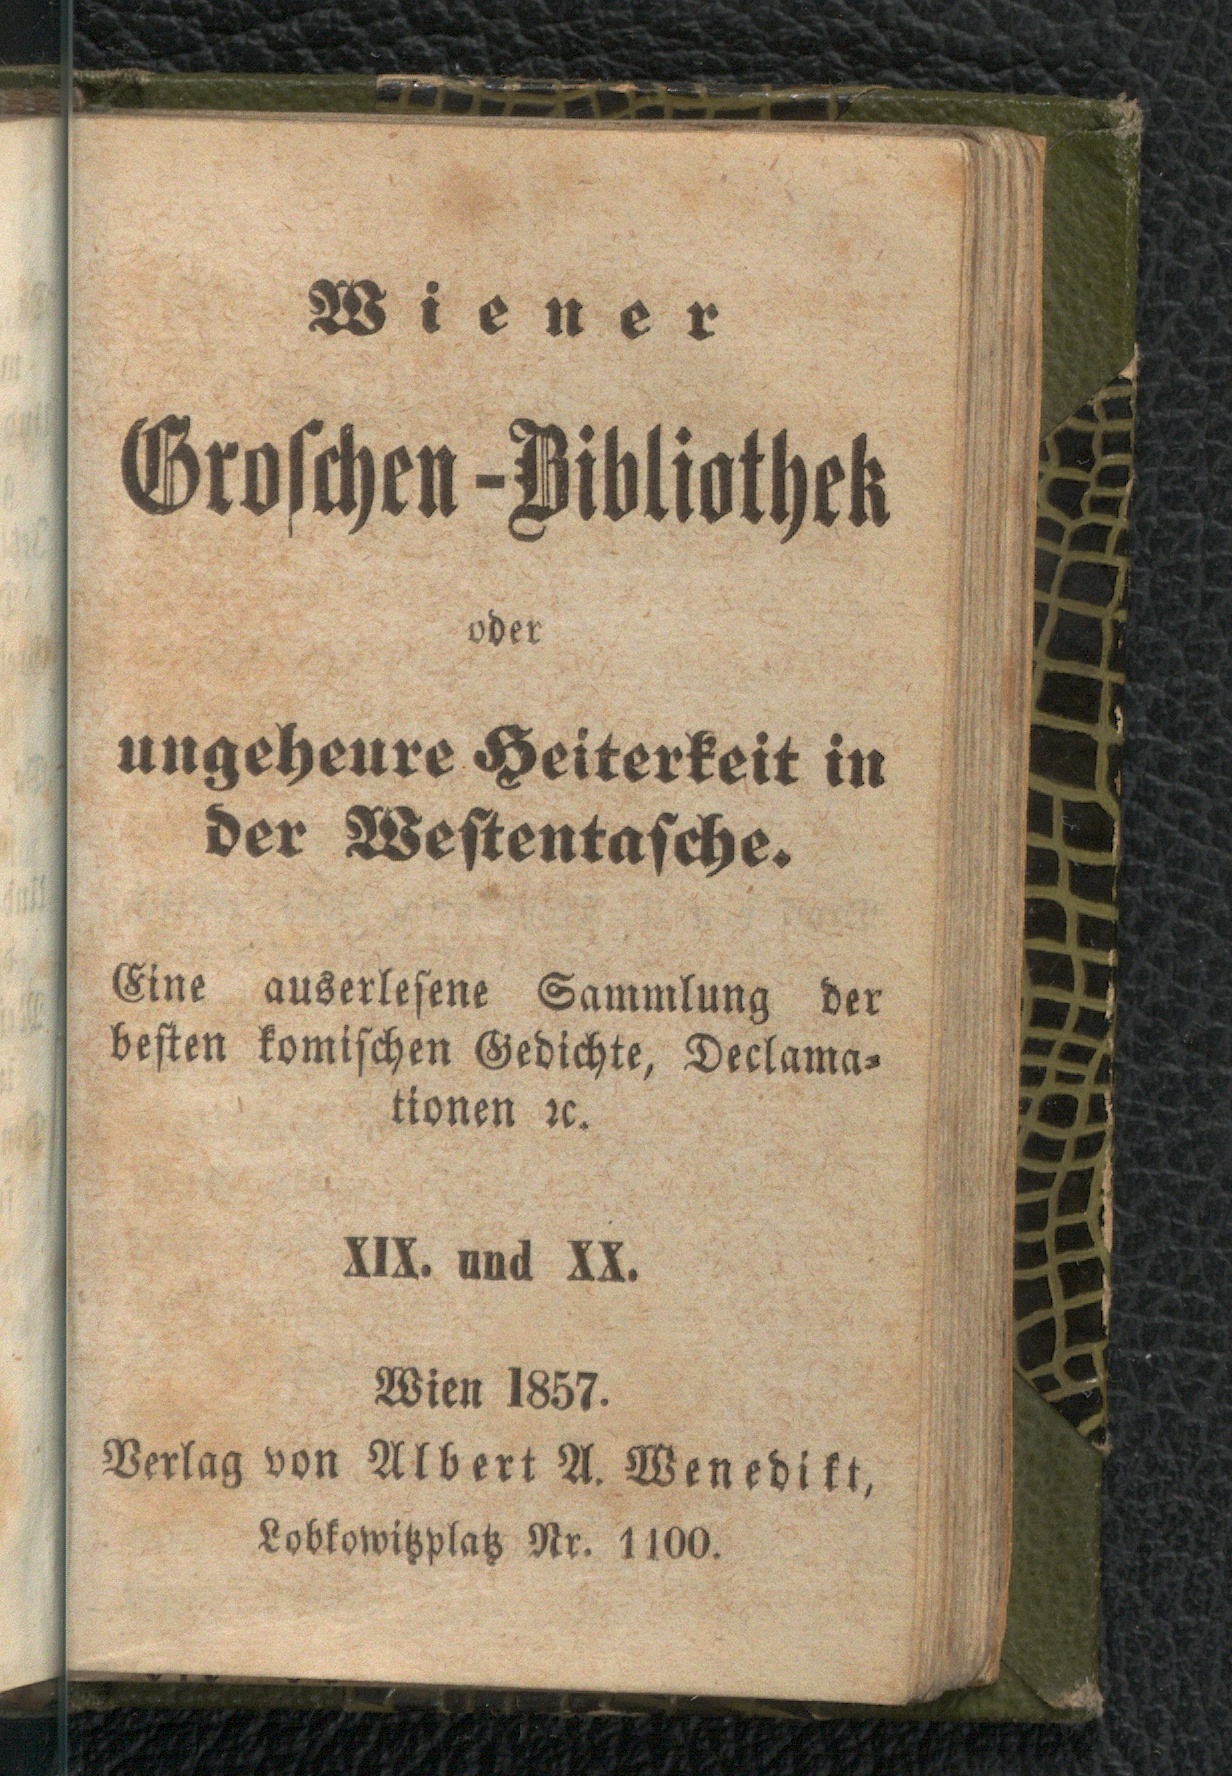 Wiener
Groſchen-Bibliothek
oder
ungeheure Heiterkeit in
der Weſtentaſche.
Eine auserleſene Sammlung der
beſten komiſchen Gedichte, Declama-
tionen ꝛc.
XIX. und XX.
Wien 1857.
Verlag von Albert A. Wenedikt,
Lobkowitzplatz Nr. 1100.